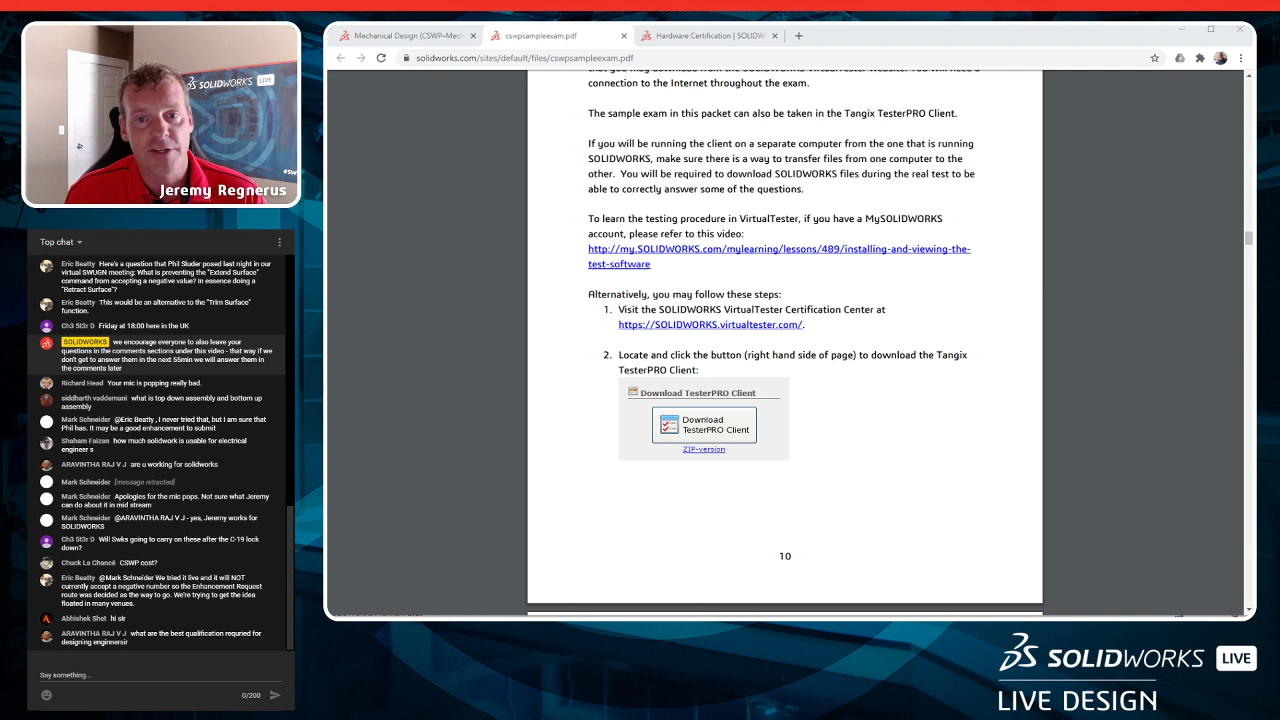 SOLIDWORKS LIVE
#SW
Jeremy Regnerus
Top chat
Eric Beatty Here's a question that Phil Sluder posed last night in our
virtual SWUGN meeting: What is preventing the "Extend Surface"
command from accepting a negative value? in essence doing a
"Retract Surface"?
Eric Beatty This would be an alternative to the "Trim Surface"
function.
Ch3 5t3r D Friday at 18:00 here in the UK
SOLIDWORKS we encourage everyone to also leave your
questions in the comments sections under this video - that way if we
don't get to answer them in the next 55min we will answer them in
the comments later
Richard Head Your mic is popping really bad.
siddharth vaddemani what is top down assembly and bottom up
assembly
Mark Schneider @Eric Beatty , I never tried that, but I am sure that
Phil has. It may be a good enhancement to submit
Shaham Faizan how much solidwork is usable for electrical
engineer s
ARAVINTHA RAJ V J are u working for solidworks
Mark Schneider [message retracted]
Mark Schneider Apologies for the mic pops. Not sure what Jeremy
can do about it in mid stream
Mark Schneider @ARAVINTHA RAJ V J - yes, Jeremy works for
SOLIDWORKS
Ch3 5t3r D Will Swks going to carry on these after the C-19 lock
down?
Chuck La Chancé CSWP cost?
Eric Beatty @Mark Schneider We tried it live and it will NOT
currently accept a negative number so the Enhancement Request
route was decided as the way to go. We're trying to get the idea
floated in many venues.
Abhishek Shet hi sir
ARAVINTHA RAJ V J what are the best qualification requried for
designing enginnersir
Say something...
0/200
Mechanical Design (CSWP–Mech
cswpsampleexam.pdf
Hardware Certification | SOLIDW
solidworks.com/sites/default/files/cswpsampleexam.pdf
connection to the Internet throughout the exam.
The sample exam in this packet can also be taken in the Tangix TesterPRO Client.
If you will be running the client on a separate computer from the one that is running
SOLIDWORKS, make sure there is a way to transfer files from one computer to the
other. You will be required to download SOLIDWORKS files during the real test to be
able to correctly answer some of the questions.
To learn the testing procedure in VirtualTester, if you have a MySOLIDWORKS
account, please refer to this video:
http://my.SOLIDWORKS.com/mylearning/lessons/489/installing-and-viewing-the-
test-software
Alternatively, you may follow these steps:
1. Visit the SOLIDWORKS VirtualTester Certification Center at
https://SOLIDWORKS.virtualtester.com/.
2. Locate and click the button (right hand side of page) to download the Tangix
TesterPRO Client:
Download TesterPRO Client
Download
TesterPRO Client
ZIP-version
10
SOLIDWORKS LIVE
LIVE DESIGN